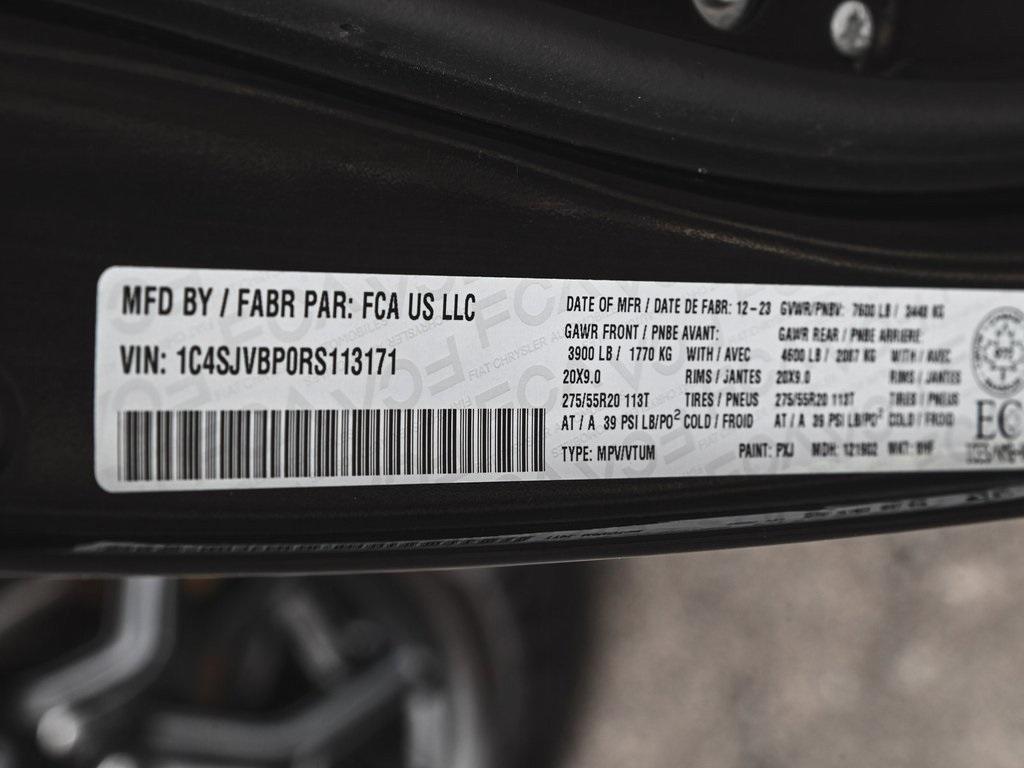 MFD BY / FABR PAR: FCA US LLC
VIN: 1C4SJVBP0RS113171
DATE OF MFR / DATE DE FABR: 12-23 GVWR/PNBV: 7600 LB / 3448 KG
GAWR FRONT / PNBE AVANT: GAWR REAR / PNBE ARRIERE:
3900 LB / 1770 KG WITH / AVEC 4600 LB / 2087 KG WITH / AVEC
20X9.0 RIMS / JANTES 20X9.0 RIMS / JANTES
275/55R20 113T TIRES / PNEUS 275/55R20 113T TIRES / PNEUS
AT / A 39 PSI LB/PO² COLD / FROID AT / A 39 PSI LB/PO² COLD / FROID
TYPE: MPV/VTUM PAINT: PXJ MDH: 121902
EC